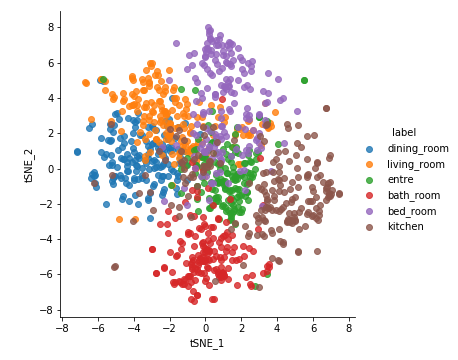 8
6
4
2
0
−2
−4
−6
−8
tSNE_2
−8 −6 −4 −2 0 2 4 6 8
tSNE_1
label
dining_room
living_room
entre
bath_room
bed_room
kitchen